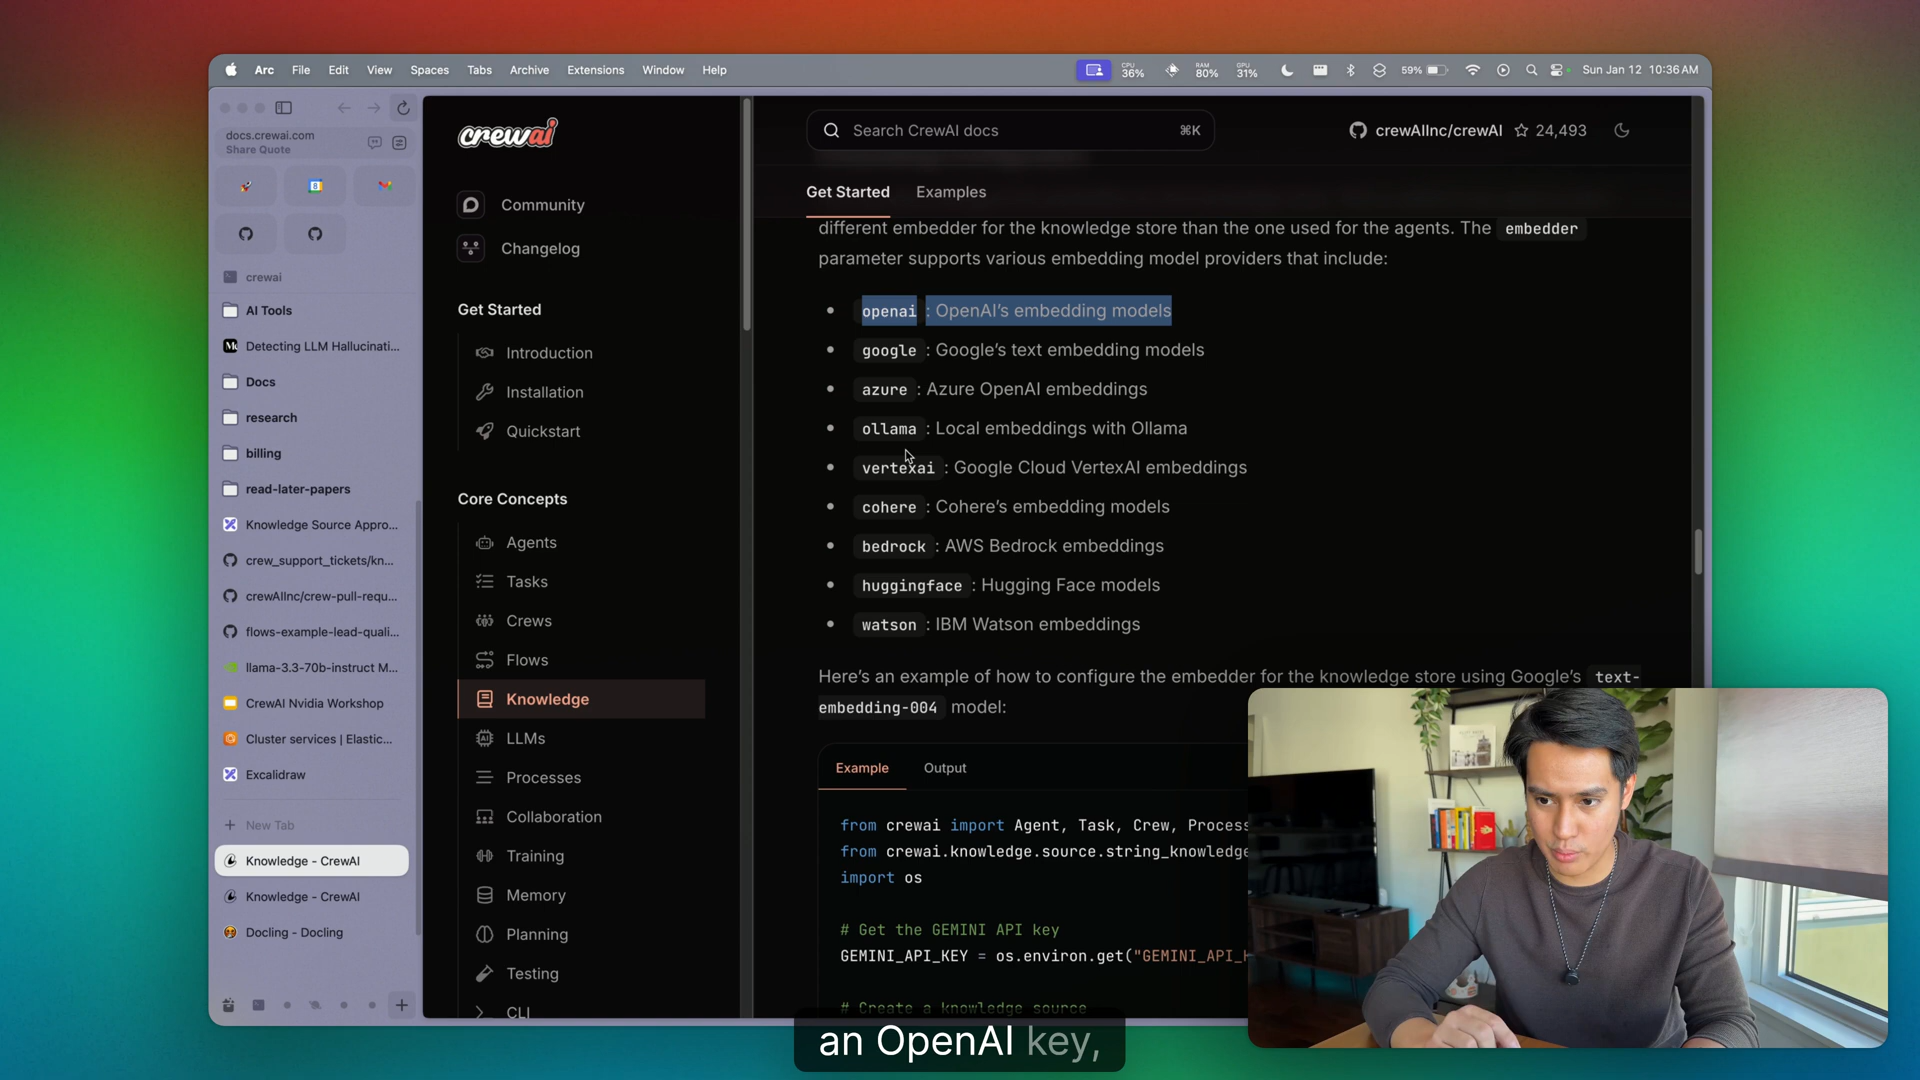 Arc File Edit View Spaces Tabs Archive Extensions Window Help
CPU 36% RAM 80% GPU 31% 59% Sun Jan 12 10:36 AM
docs.crewai.com
Share Quote
8
crewai
AI Tools
Detecting LLM Hallucinati...
Docs
research
billing
read-later-papers
Knowledge Source Appro...
crew_support_tickets/kn...
crewAIInc/crew-pull-requ...
flows-example-lead-quali...
llama-3.3-70b-instruct M...
CrewAI Nvidia Workshop
Cluster services | Elastic...
Excalidraw
New Tab
Knowledge - CrewAI
Knowledge - CrewAI
Docling - Docling
crewai
Community
Changelog
Get Started
Introduction
Installation
Quickstart
Core Concepts
Agents
Tasks
Crews
Flows
Knowledge
LLMs
Processes
Collaboration
Training
Memory
Planning
Testing
CLI
Search CrewAI docs ⌘K
crewAIInc/crewAI 24,493
Get Started Examples
different embedder for the knowledge store than the one used for the agents. The embedder
parameter supports various embedding model providers that include:
openai : OpenAI’s embedding models
google : Google’s text embedding models
azure : Azure OpenAI embeddings
ollama : Local embeddings with Ollama
vertexai : Google Cloud VertexAI embeddings
cohere : Cohere’s embedding models
bedrock : AWS Bedrock embeddings
huggingface : Hugging Face models
watson : IBM Watson embeddings
Here’s an example of how to configure the embedder for the knowledge store using Google’s text-
embedding-004 model:
Example Output
from crewai import Agent, Task, Crew, Process
from crewai.knowledge.source.string_knowledge
import os
# Get the GEMINI API key
GEMINI_API_KEY = os.environ.get("GEMINI_API_K
# Create a knowledge source
an OpenAI key,